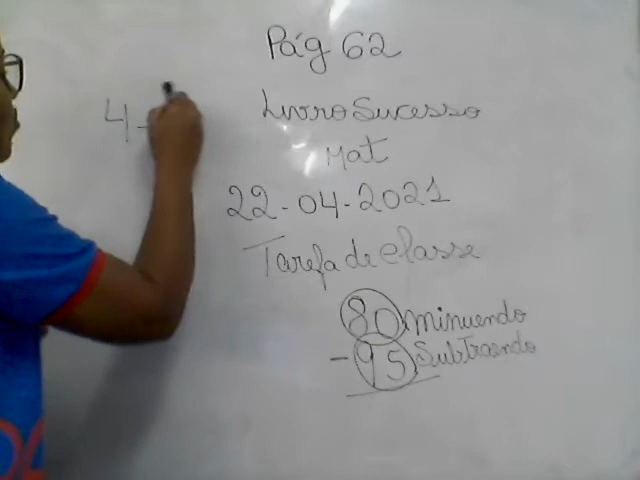 Pág 62
4-
Livro Sucesso
Mat
22-04-2021
Tarefa de classe
80 Minuendo
- 95 Subtraendo